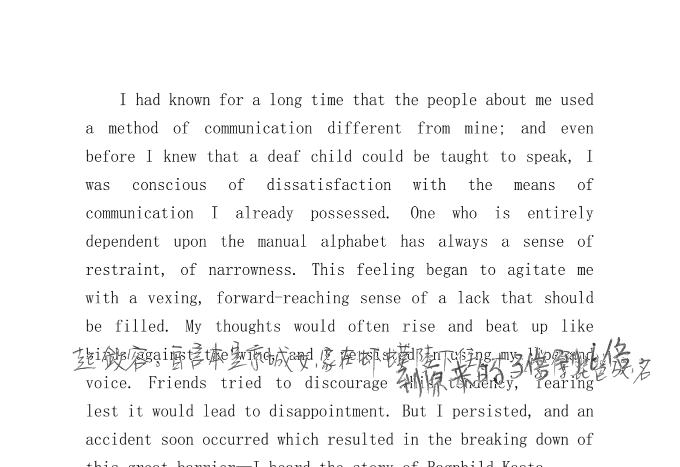 I had known for a long time that the people about me used
a method of communication different from mine; and even
before I knew that a deaf child could be taught to speak, I
was conscious of dissatisfaction with the means of
communication I already possessed. One who is entirely
dependent upon the manual alphabet has always a sense of
restraint, of narrowness. This feeling began to agitate me
with a vexing, forward-reaching sense of a lack that should
be filled. My thoughts would often rise and beat up like
against the wind, and I persisted in using my lips and
voice. Friends tried to discourage this tendency, fearing
到原来的3倍
lest it would lead to disappointment. But I persisted, and an
accident soon occurred which resulted in the breaking down of
this great barrier—I heard the story of Ragnhild Kaata